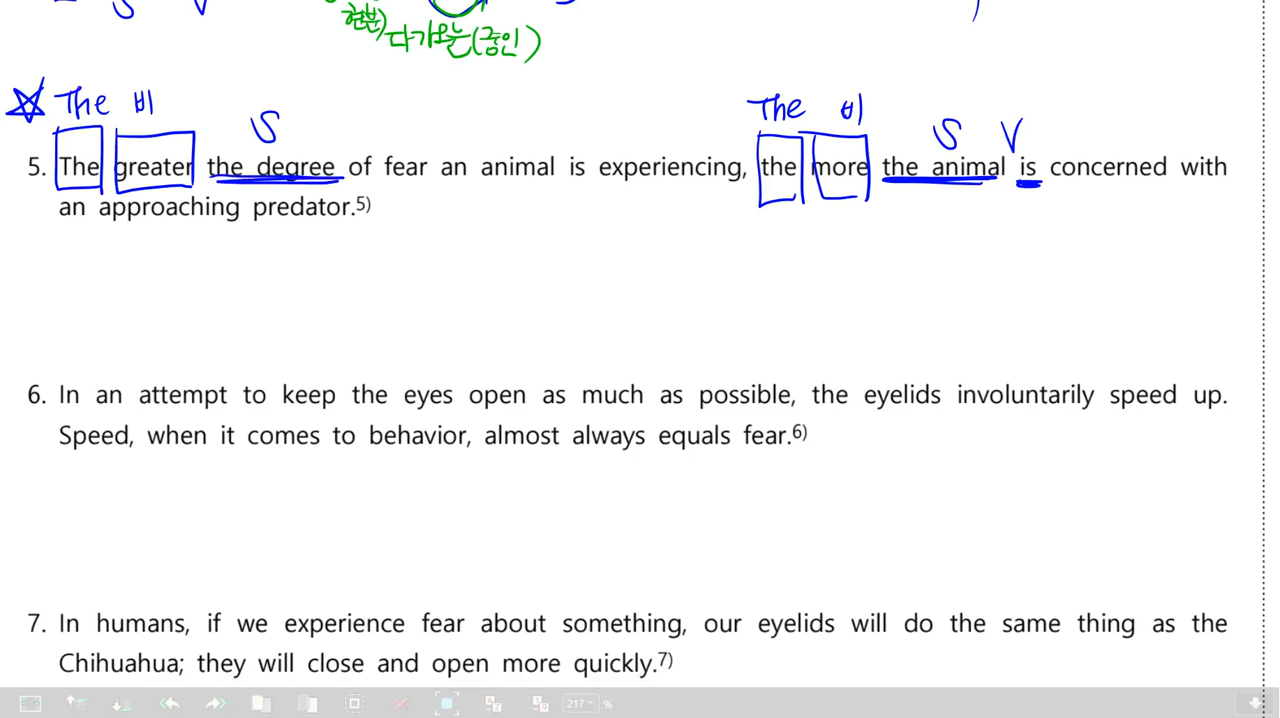 현분) 다가오는(중인)
☆ The 비 S The 비 S V
5. The greater the degree of fear an animal is experiencing, the more the animal is concerned with
an approaching predator.5)
6. In an attempt to keep the eyes open as much as possible, the eyelids involuntarily speed up.
Speed, when it comes to behavior, almost always equals fear.6)
7. In humans, if we experience fear about something, our eyelids will do the same thing as the
Chihuahua; they will close and open more quickly.7)
217 %